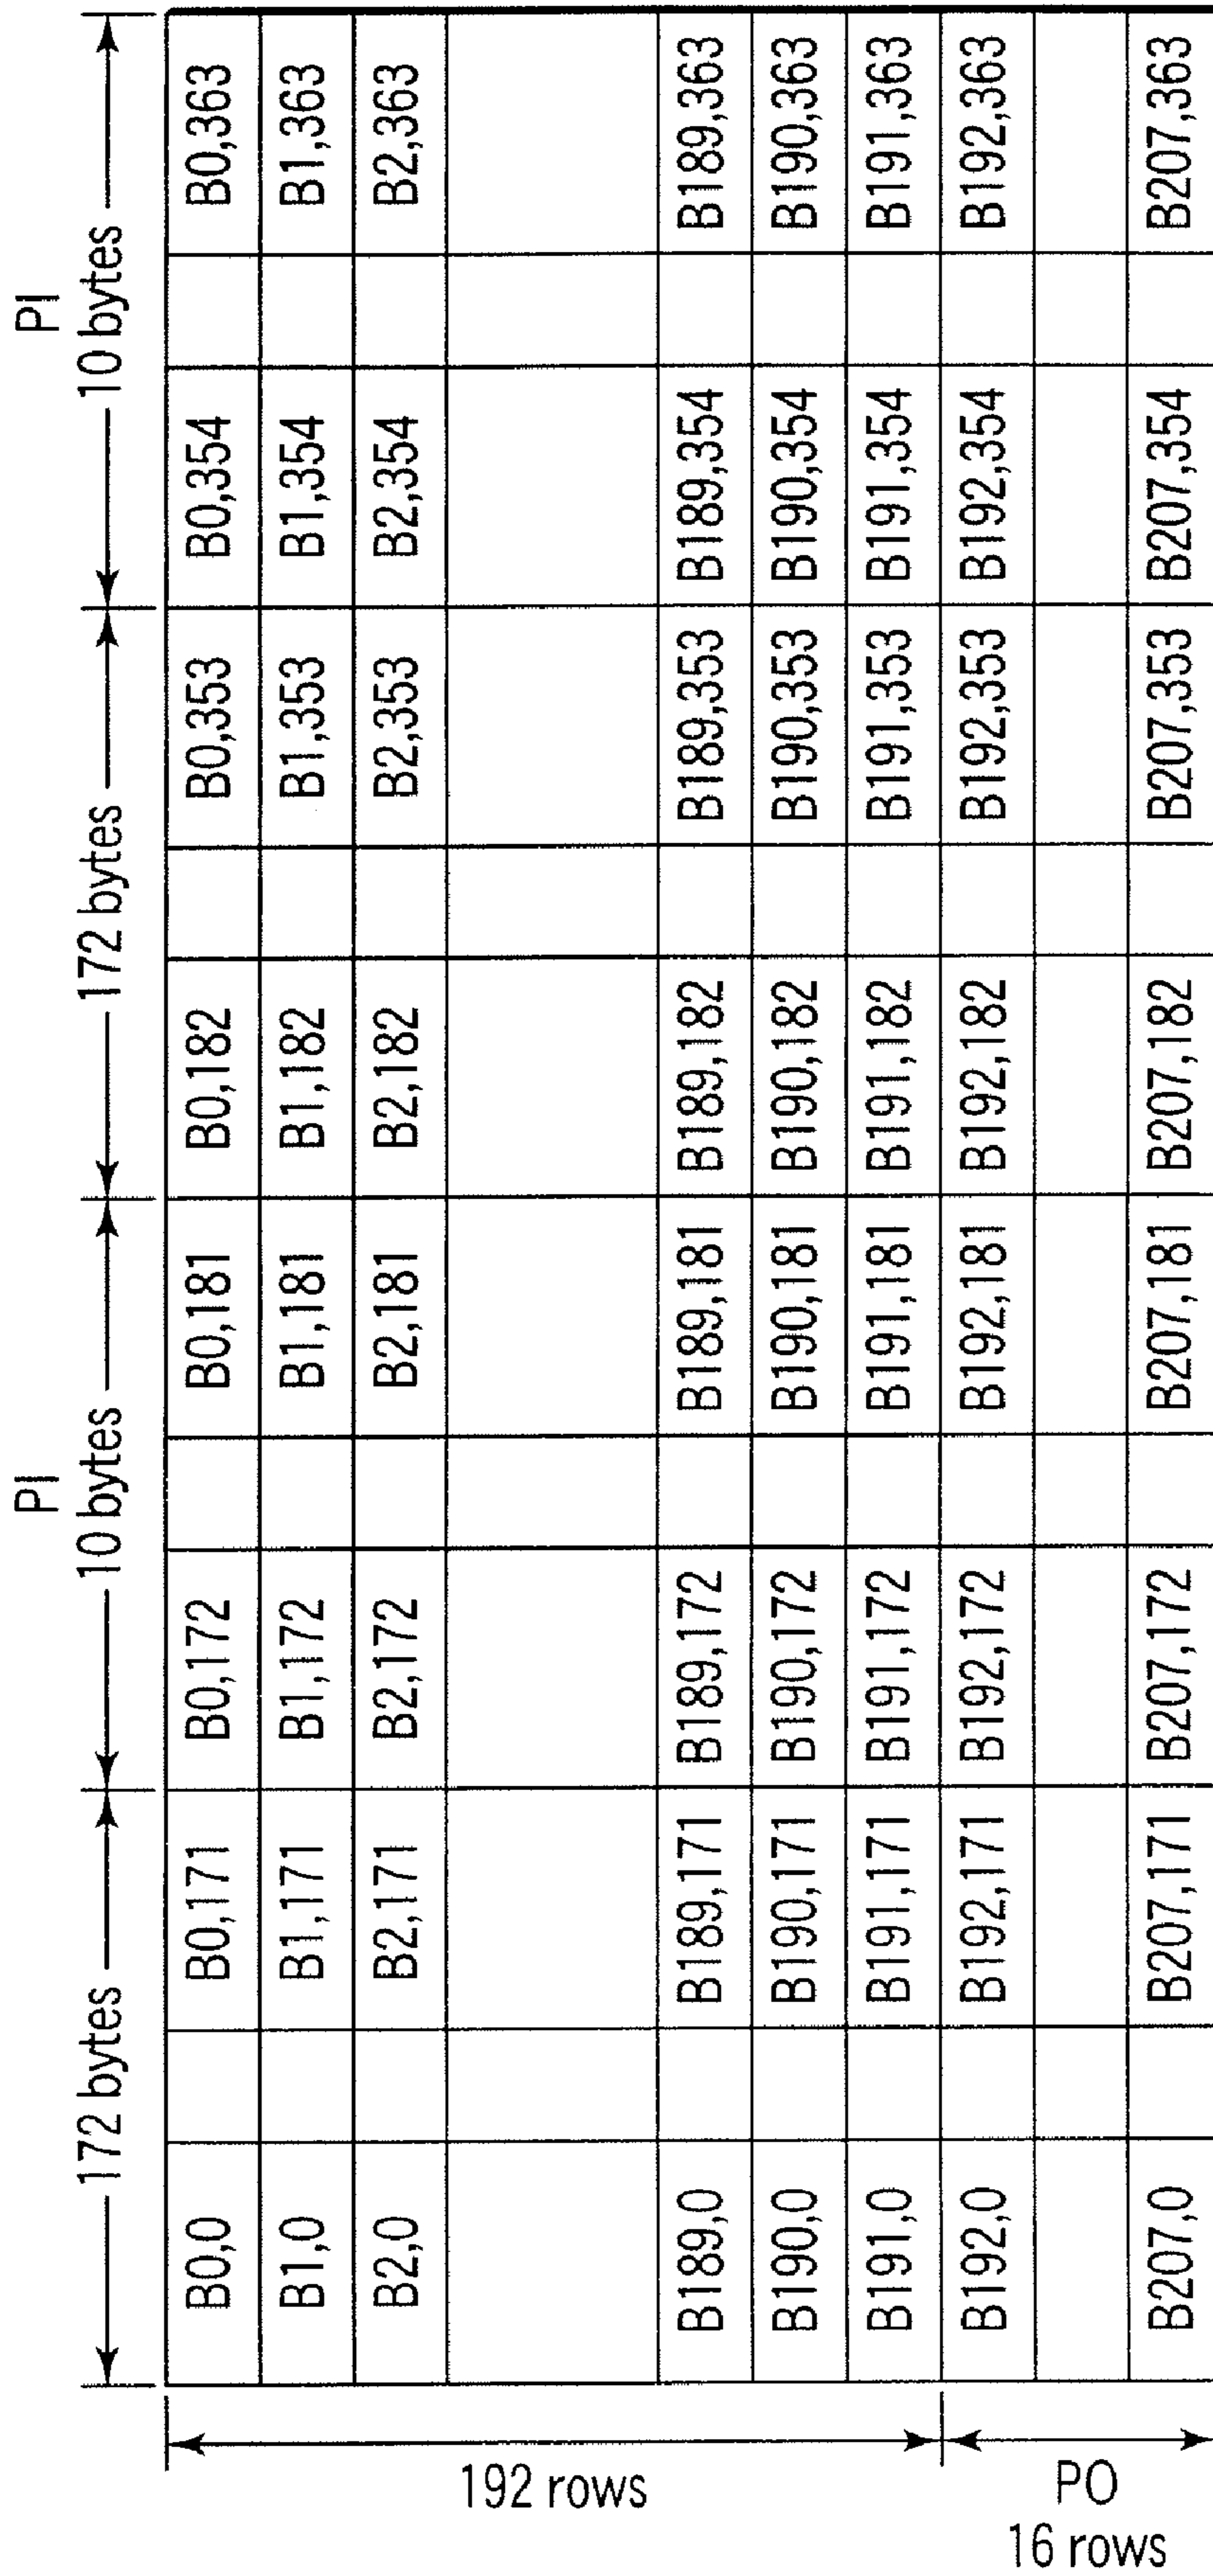 172 bytes PI 10 bytes 172 bytes PI 10 bytes
B0,0 B0,171 B0,172 B0,181 B0,182 B0,353 B0,354 B0,363
B1,0 B1,171 B1,172 B1,181 B1,182 B1,353 B1,354 B1,363
B2,0 B2,171 B2,172 B2,181 B2,182 B2,353 B2,354 B2,363
192 rows
B189,0 B189,171 B189,172 B189,181 B189,182 B189,353 B189,354 B189,363
B190,0 B190,171 B190,172 B190,181 B190,182 B190,353 B190,354 B190,363
B191,0 B191,171 B191,172 B191,181 B191,182 B191,353 B191,354 B191,363
B192,0 B192,171 B192,172 B192,181 B192,182 B192,353 B192,354 B192,363
PO
16 rows
B207,0 B207,171 B207,172 B207,181 B207,182 B207,353 B207,354 B207,363